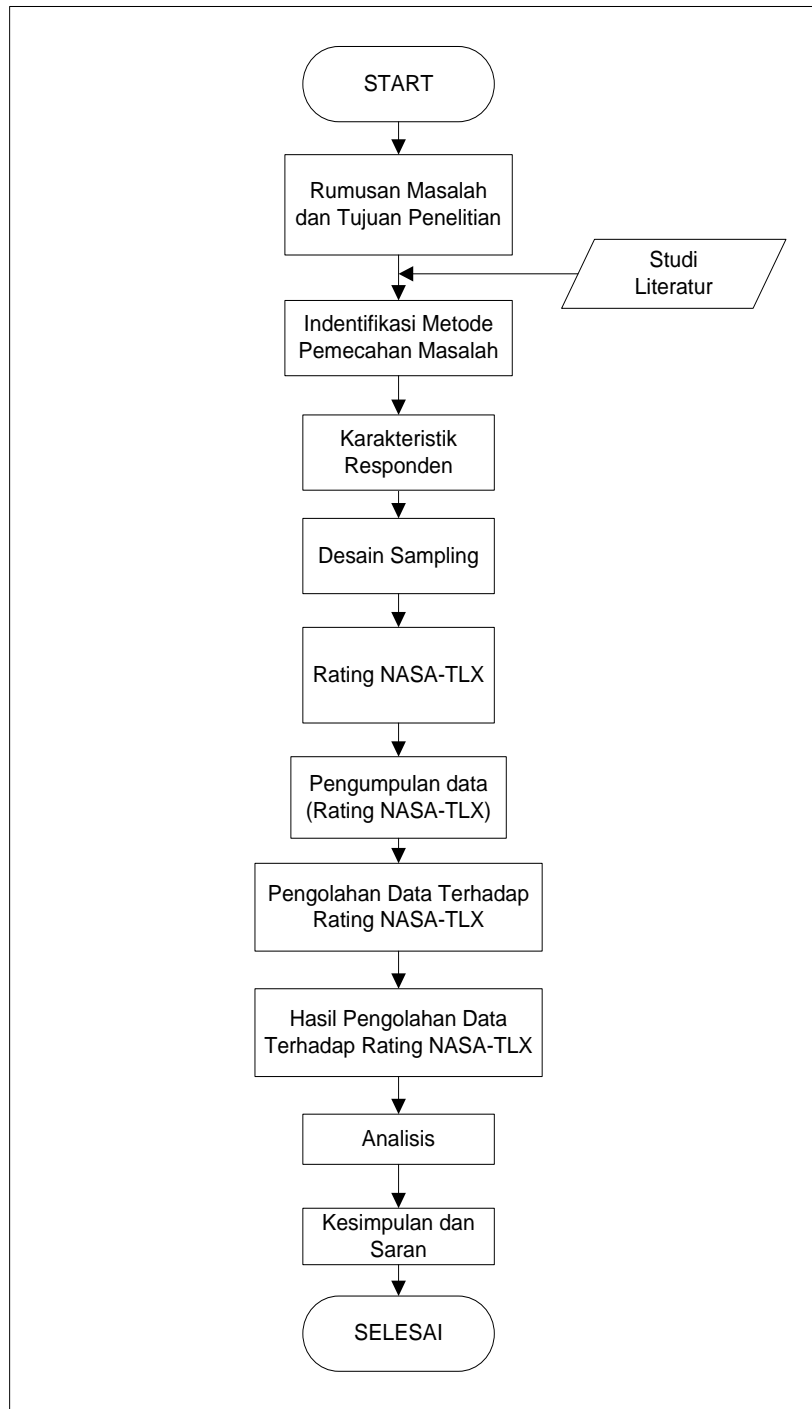 START
Rumusan Masalah
dan Tujuan Penelitian
Studi
Literatur
Indentifikasi Metode
Pemecahan Masalah
Karakteristik
Responden
Desain Sampling
Rating NASA-TLX
Pengumpulan data
(Rating NASA-TLX)
Pengolahan Data Terhadap
Rating NASA-TLX
Hasil Pengolahan Data
Terhadap Rating NASA-TLX
Analisis
Kesimpulan dan
Saran
SELESAI